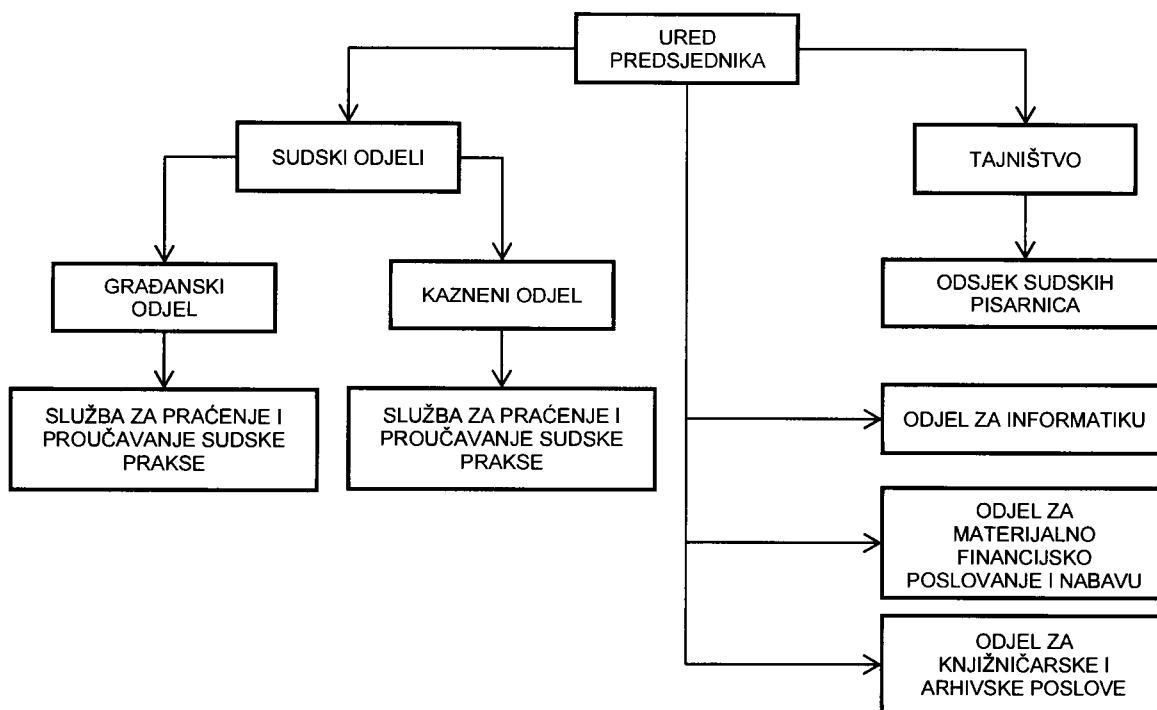 URED
PREDSJEDNIKA
SUDSKI ODJELI
TAJNIŠTVO
GRAĐANSKI
ODJEL
KAZNENI ODJEL
ODSJEK SUDSKIH
PISARNICA
SLUŽBA ZA PRAĆENJE I
PROUČAVANJE SUDSKE
PRAKSE
SLUŽBA ZA PRAĆENJE I
PROUČAVANJE SUDSKE
PRAKSE
ODJEL ZA INFORMATIKU
ODJEL ZA
MATERIJALNO
FINANCIJSKO
POSLOVANJE I NABAVU
ODJEL ZA
KNJIŽNIČARSKE I
ARHIVSKE POSLOVE